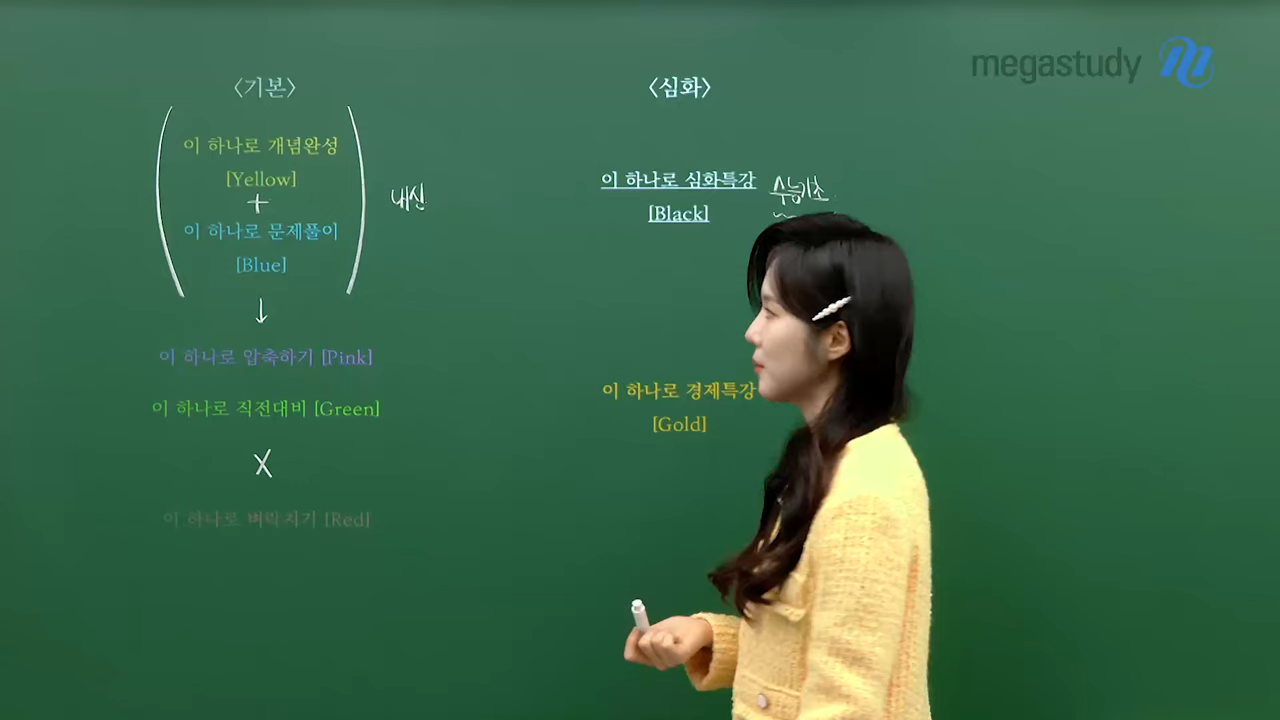 megastudy
〈기본〉
이 하나로 개념완성
[Yellow]
+
이 하나로 문제풀이
[Blue]
내신
↓
이 하나로 압축하기 [Pink]
이 하나로 직전대비 [Green]
X
이 하나로 벼락치기 [Red]
〈심화〉
이 하나로 심화특강
[Black]
수능기초
이 하나로 경제특강
[Gold]